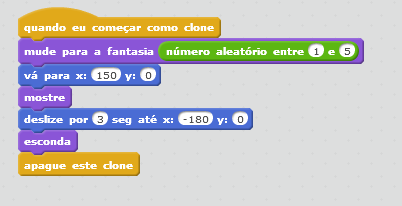 quando eu começar como clone
mude para a fantasia número aleatório entre 1 e 5
vá para x: 150 y: 0
mostre
deslize por 3 seg até x: -180 y: 0
esconda
apague este clone